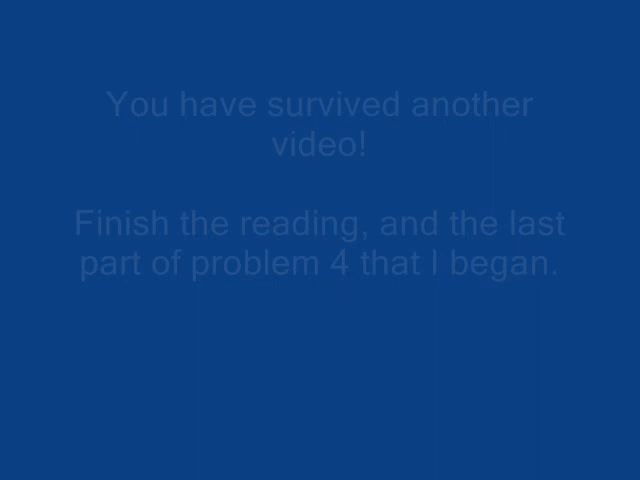 You have survived another
video!
Finish the reading, and the last
part of problem 4 that I began.